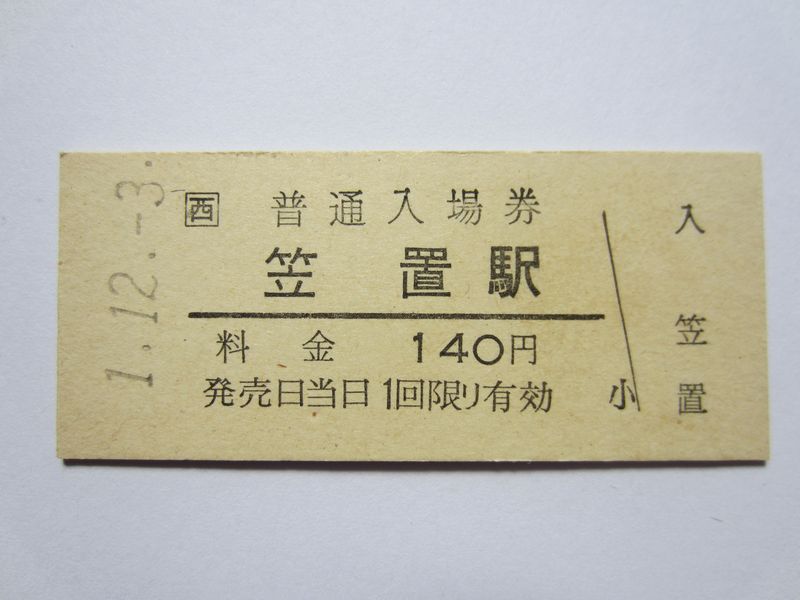 1.12.-3.
西 普通入場券
笠置駅
料金 140円
発売日当日1回限り有効
小
入
笠
置